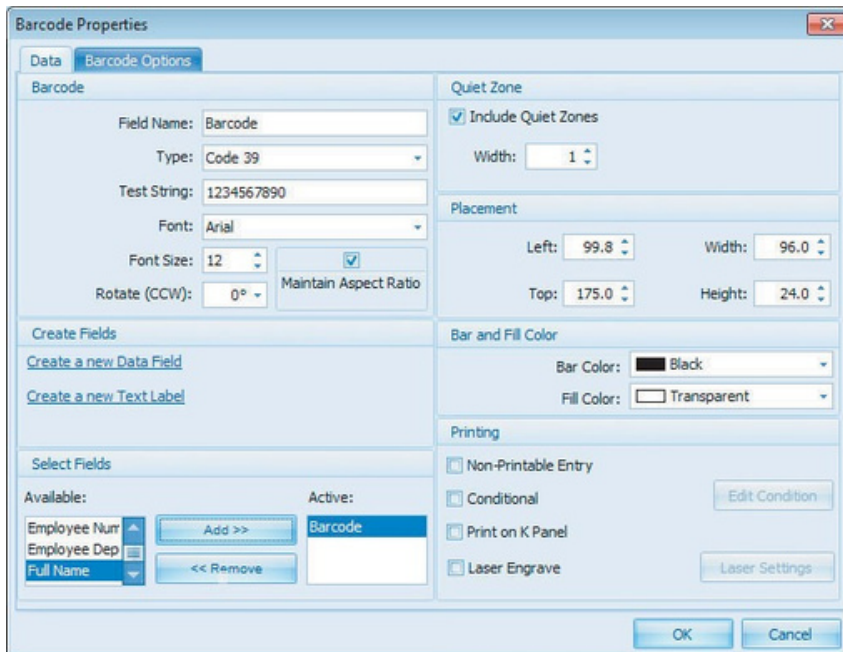 Barcode Properties
Data Barcode Options
Barcode
Field Name: Barcode
Type: Code 39
Test String: 1234567890
Font: Arial
Font Size: 12
Maintain Aspect Ratio
Rotate (CCW): 0°
Create Fields
Create a new Data Field
Create a new Text Label
Select Fields
Available: Active:
Employee Num
Employee Dep
Full Name
Add >>
<< Remove
Barcode
Quiet Zone
Include Quiet Zones
Width: 1
Placement
Left: 99.8 Width: 96.0
Top: 175.0 Height: 24.0
Bar and Fill Color
Bar Color: Black
Fill Color: Transparent
Printing
Non-Printable Entry
Conditional Edit Condition
Print on K Panel
Laser Engrave Laser Settings
OK Cancel